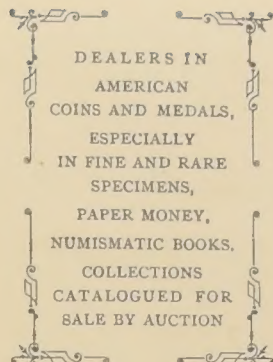 DEALERS IN
AMERICAN
COINS AND MEDALS,
ESPECIALLY
IN FINE AND RARE
SPECIMENS,
PAPER MONEY,
NUMISMATIC BOOKS.
COLLECTIONS
CATALOGUED FOR
SALE BY AUCTION